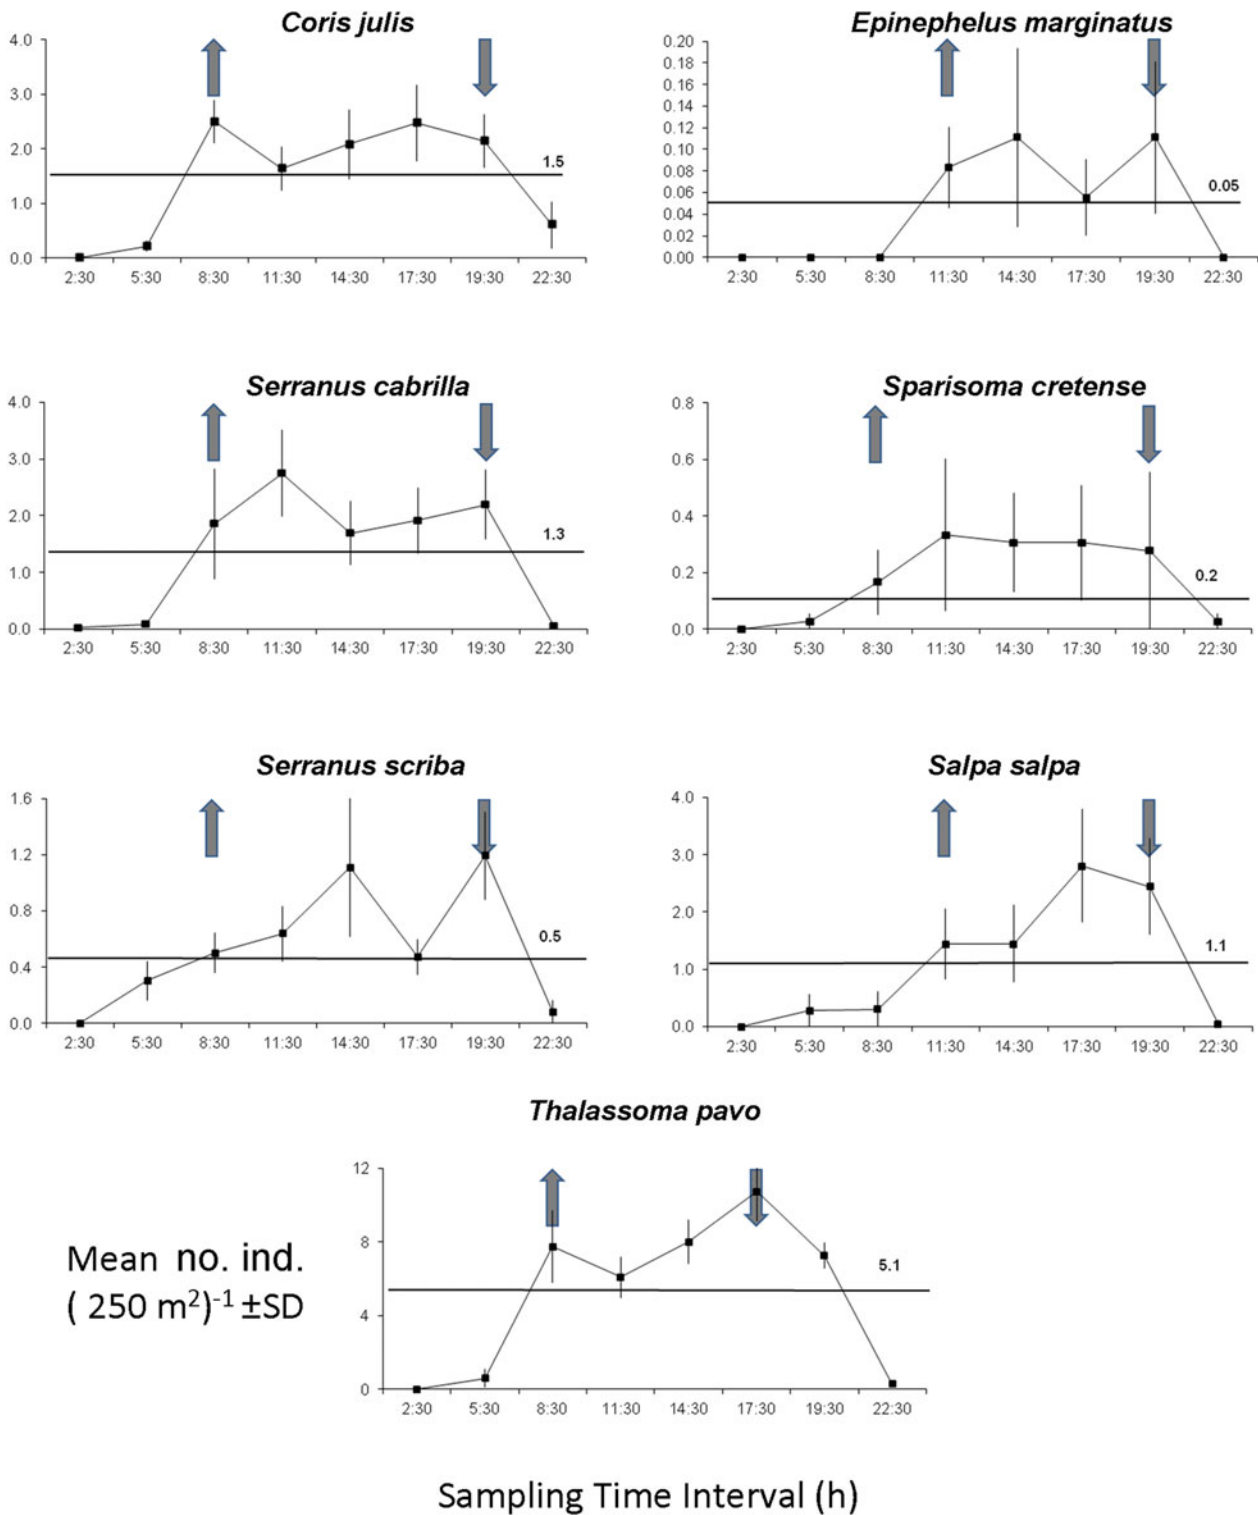 Coris julis
4.0
3.0
2.0
1.0
0.0
1.5
2:30 5:30 8:30 11:30 14:30 17:30 19:30 22:30
Epinephelus marginatus
0.20
0.18
0.16
0.14
0.12
0.10
0.08
0.06
0.04
0.02
0.00
0.05
2:30 5:30 8:30 11:30 14:30 17:30 19:30 22:30
Serranus cabrilla
4.0
3.0
2.0
1.0
0.0
1.3
2:30 5:30 8:30 11:30 14:30 17:30 19:30 22:30
Sparisoma cretense
0.8
0.6
0.4
0.2
0.0
0.2
2:30 5:30 8:30 11:30 14:30 17:30 19:30 22:30
Serranus scriba
1.6
1.2
0.8
0.4
0.0
0.5
2:30 5:30 8:30 11:30 14:30 17:30 19:30 22:30
Salpa salpa
4.0
3.0
2.0
1.0
0.0
1.1
2:30 5:30 8:30 11:30 14:30 17:30 19:30 22:30
Thalassoma pavo
12
8
4
0
5.1
2:30 5:30 8:30 11:30 14:30 17:30 19:30 22:30
Mean no. ind.
( 250 m²)⁻¹ ±SD
Sampling Time Interval (h)